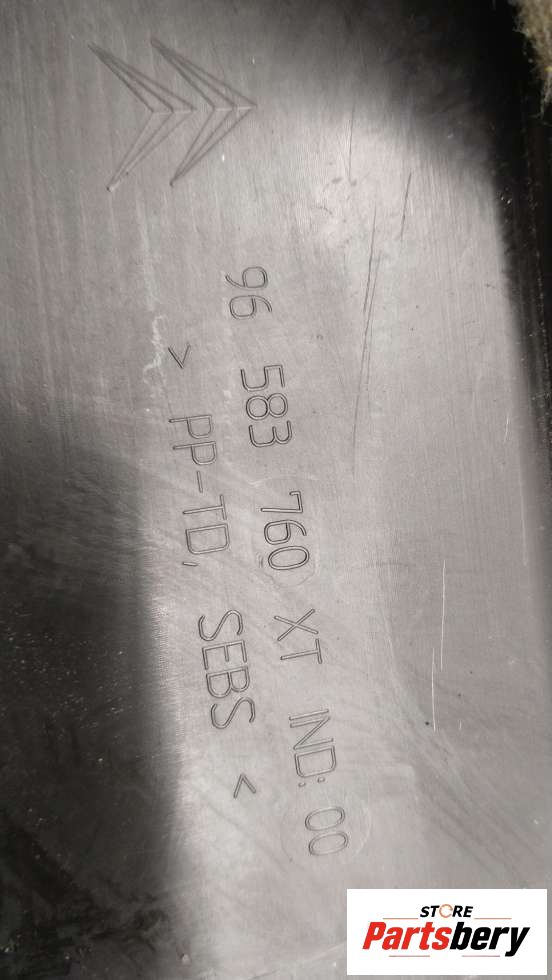 96 583 760 XT IND: 00
> PP-TD, SEBS <
STORE
Partsbery